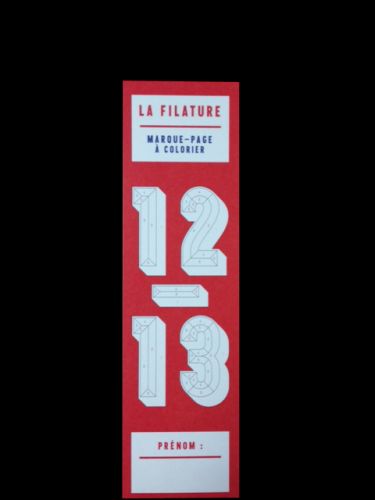 LA FILATURE
MARQUE-PAGE
À COLORIER
12
-
13
PRÉNOM :